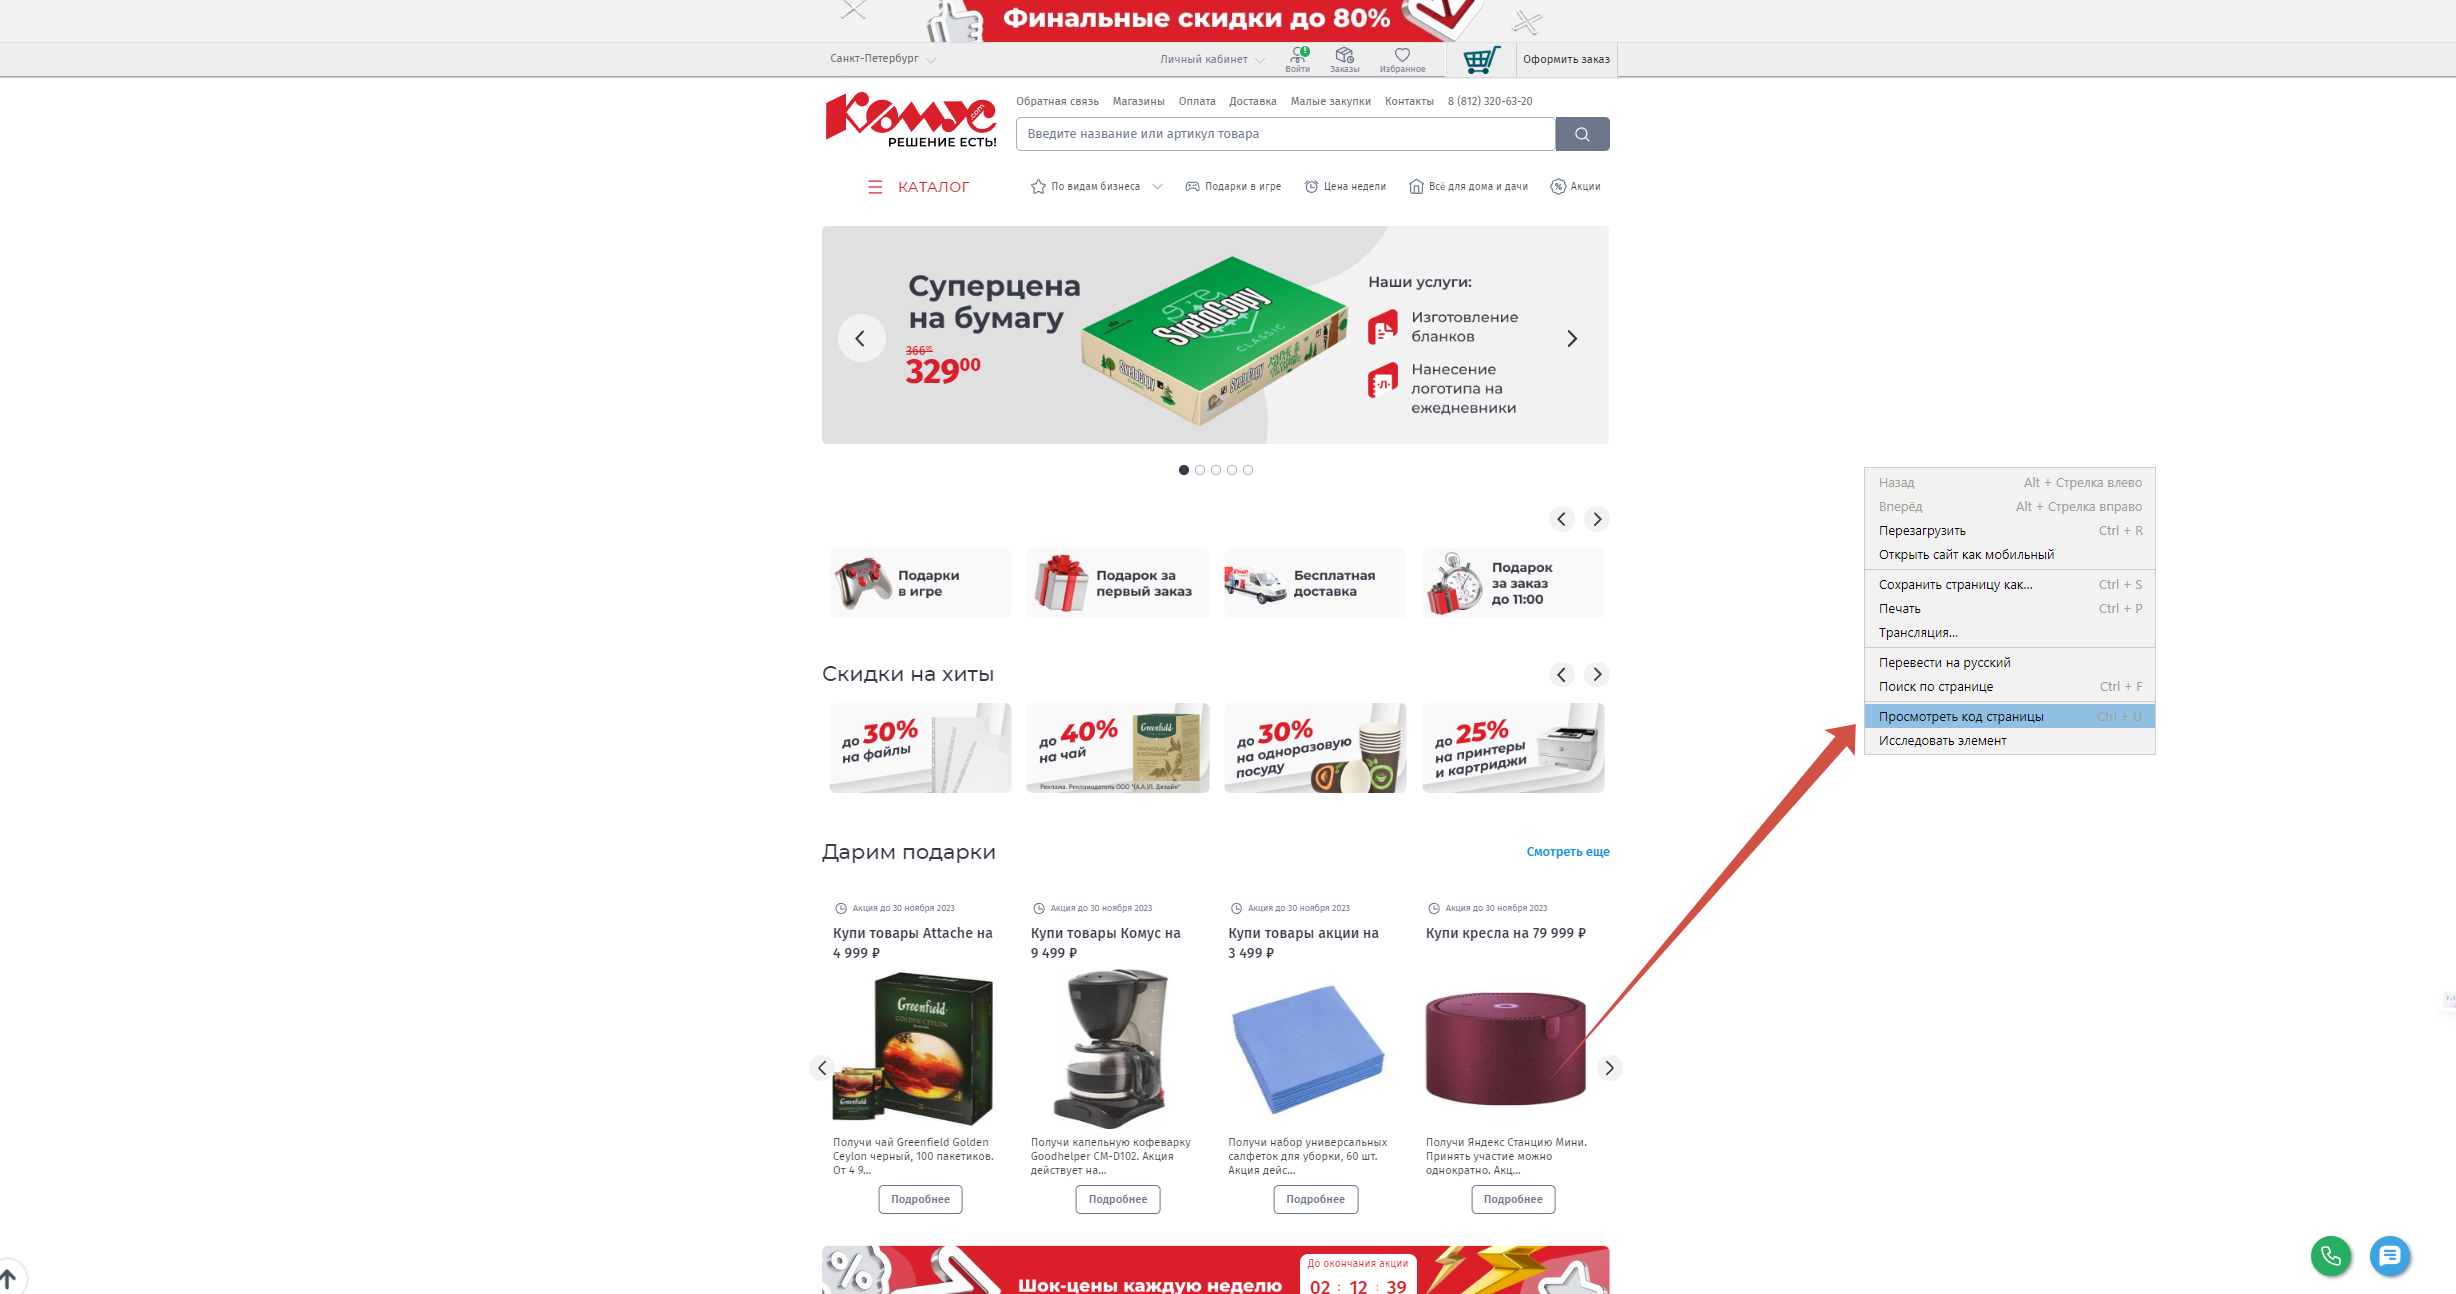 Финальные скидки до 80%
Санкт-Петербург
Личный кабинет
Войти
Заказы
Избранное
Оформить заказ
Комус
.com
РЕШЕНИЕ ЕСТЬ!
Обратная связь Магазины Оплата Доставка Малые закупки Контакты 8 (812) 320-63-20
Введите название или артикул товара
КАТАЛОГ
По видам бизнеса
Подарки в игре
Цена недели
Всё для дома и дачи
Акции
Суперцена
на бумагу
366⁹⁵
329⁰⁰
SvetoCopy
CLASSIC
SvetoCopy
SvetoCopy
Наши услуги:
Изготовление
бланков
Нанесение
логотипа на
ежедневники
Подарки
в игре
Подарок за
первый заказ
Бесплатная
доставка
Подарок
за заказ
до 11:00
Скидки на хиты
до 30%
на файлы
до 40%
на чай
Greenfield
Реклама. Рекламодатель ООО "(А.А.)Л. Дизайн"
до 30%
на одноразовую
посуду
до 25%
на принтеры
и картриджи
Дарим подарки
Смотреть еще
Акция до 30 ноября 2023
Купи товары Attache на
4 999 ₽
Greenfield
GOLDEN CEYLON
Greenfield
Получи чай Greenfield Golden
Ceylon черный, 100 пакетиков.
От 4 9...
Подробнее
Акция до 30 ноября 2023
Купи товары Комус на
9 499 ₽
Получи капельную кофеварку
Goodhelper CM-D102. Акция
действует на...
Подробнее
Акция до 30 ноября 2023
Купи товары акции на
3 499 ₽
Получи набор универсальных
салфеток для уборки, 60 шт.
Акция дейс...
Подробнее
Акция до 30 ноября 2023
Купи кресла на 79 999 ₽
Получи Яндекс Станцию Мини.
Принять участие можно
однократно. Акц...
Подробнее
Шок-цены каждую неделю
До окончания акции
02 : 12 : 39
Назад Alt + Стрелка влево
Вперёд Alt + Стрелка вправо
Перезагрузить Ctrl + R
Открыть сайт как мобильный
Сохранить страницу как... Ctrl + S
Печать Ctrl + P
Трансляция...
Перевести на русский
Поиск по странице Ctrl + F
Просмотреть код страницы Ctrl + U
Исследовать элемент